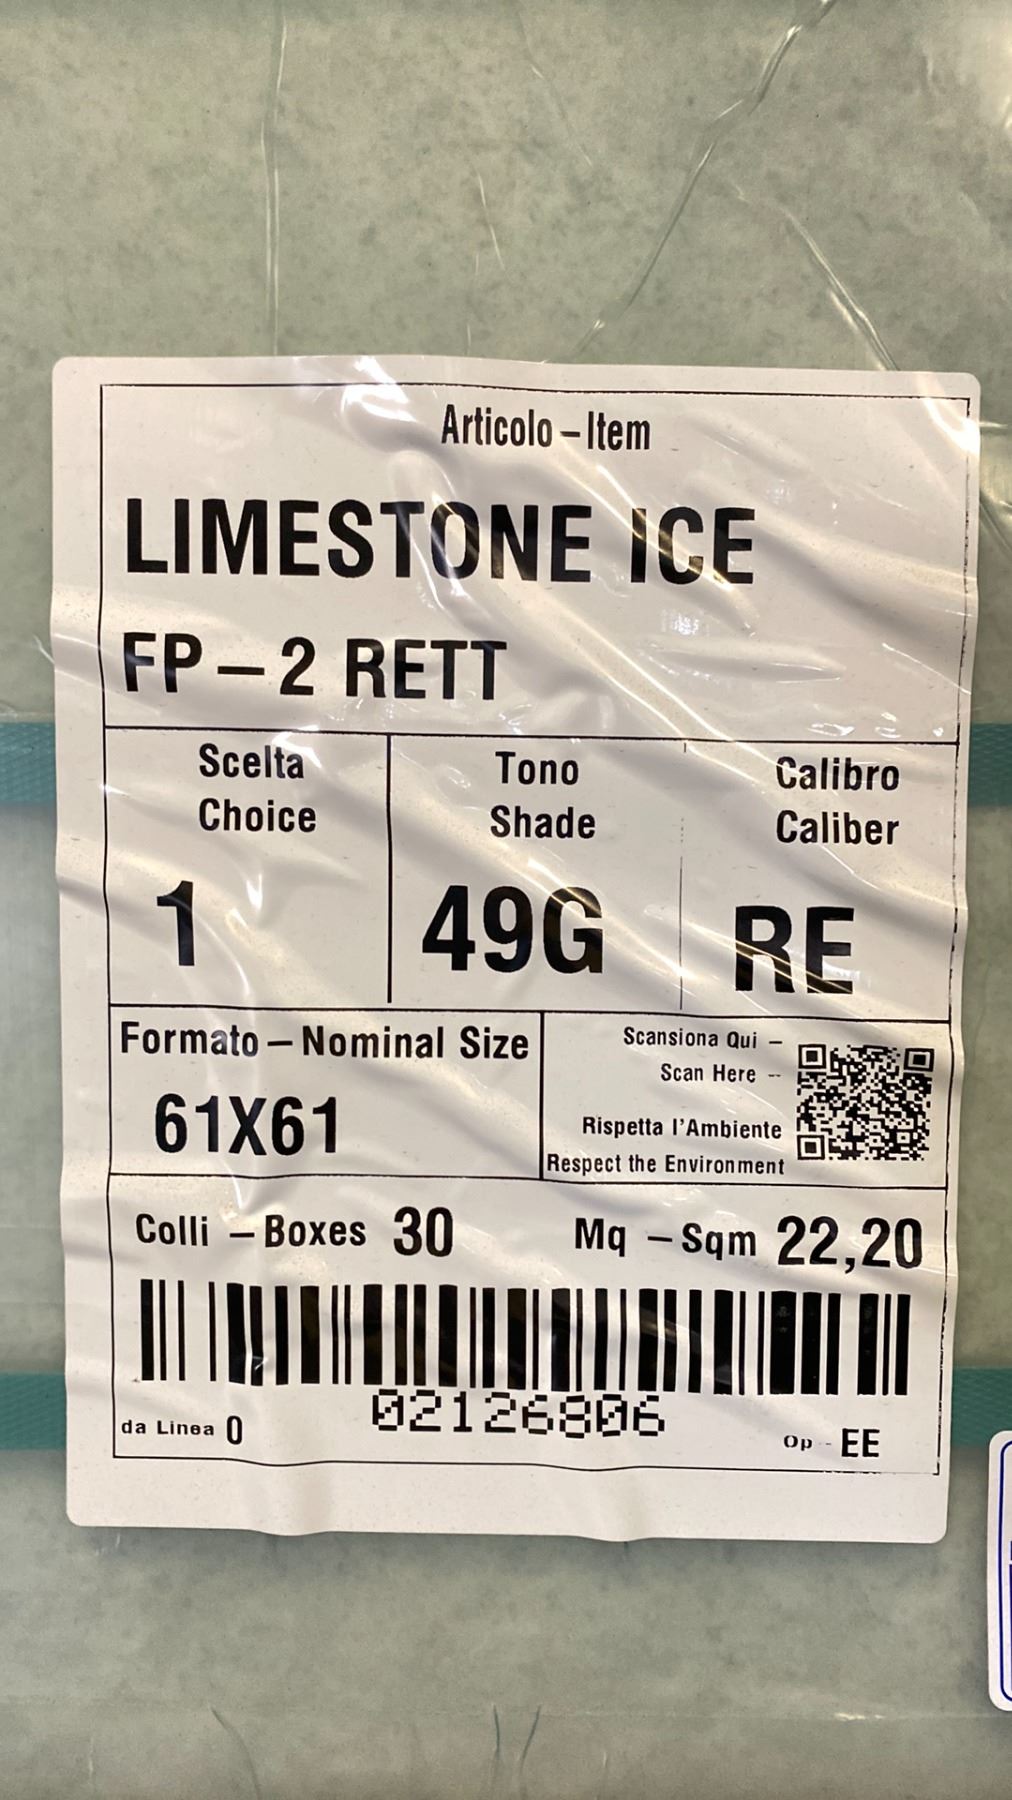 Articolo – Item
LIMESTONE ICE
FP – 2 RETT
Scelta
Choice
1
Tono
Shade
49G
Calibro
Caliber
RE
Formato – Nominal Size
61X61
Scansiona Qui –
Scan Here –
Rispetta l'Ambiente
Respect the Environment
Colli – Boxes 30
Mq – Sqm 22,20
02126806
da Linea 0
Op - EE